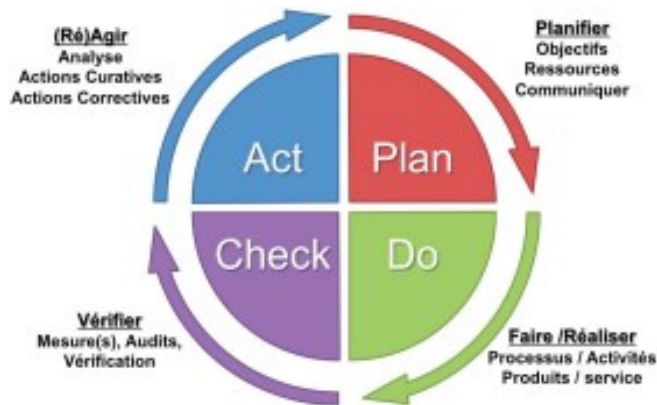 (Ré)Agir
Analyse
Actions Curatives
Actions Correctives
Planifier
Objectifs
Ressources
Communiquer
Act
Plan
Check
Do
Vérifier
Mesure(s), Audits,
Vérification
Faire /Réaliser
Processus / Activités
Produits / service